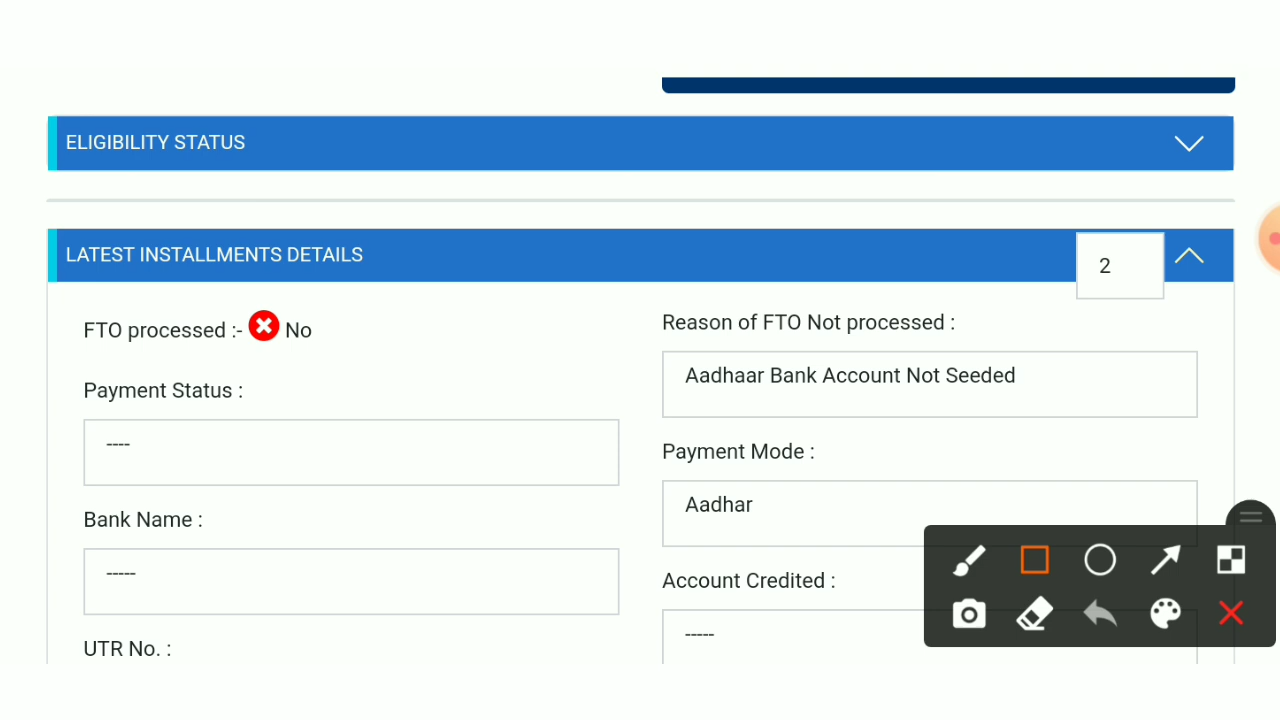 ELIGIBILITY STATUS
LATEST INSTALLMENTS DETAILS
2
FTO processed :- No
Payment Status :
----
Bank Name :
-----
UTR No. :
Reason of FTO Not processed :
Aadhaar Bank Account Not Seeded
Payment Mode :
Aadhar
Account Credited :
-----